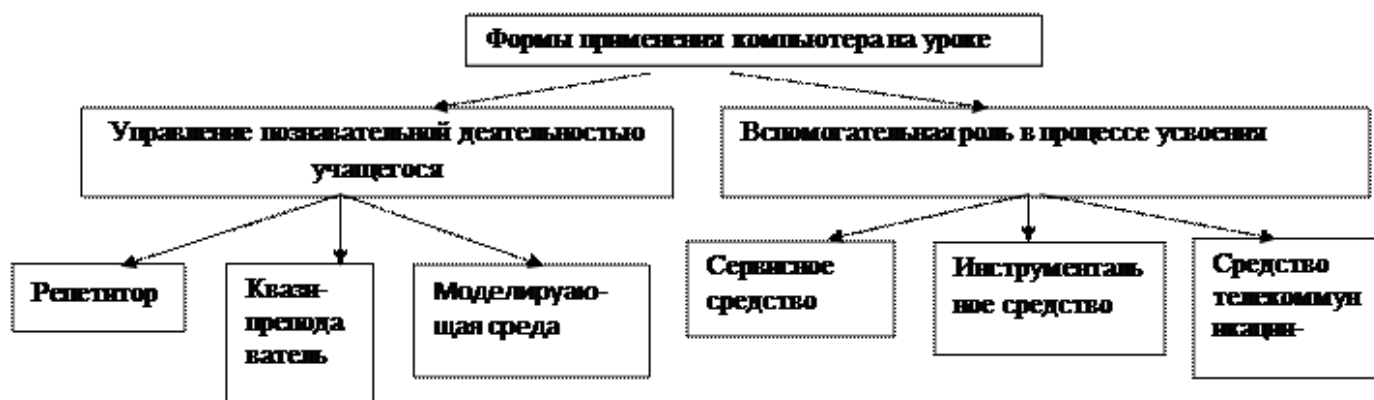 Формы применения компьютера на уроке
Управление познавательной деятельностью
учащегося
Вспомогательная роль в процессе усвоения
Репетитор
Квази-
препода
ватель
Моделирую-
щая среда
Сервисное
средство
Инструменталь
ное средство
Средство
телекоммун
икации-